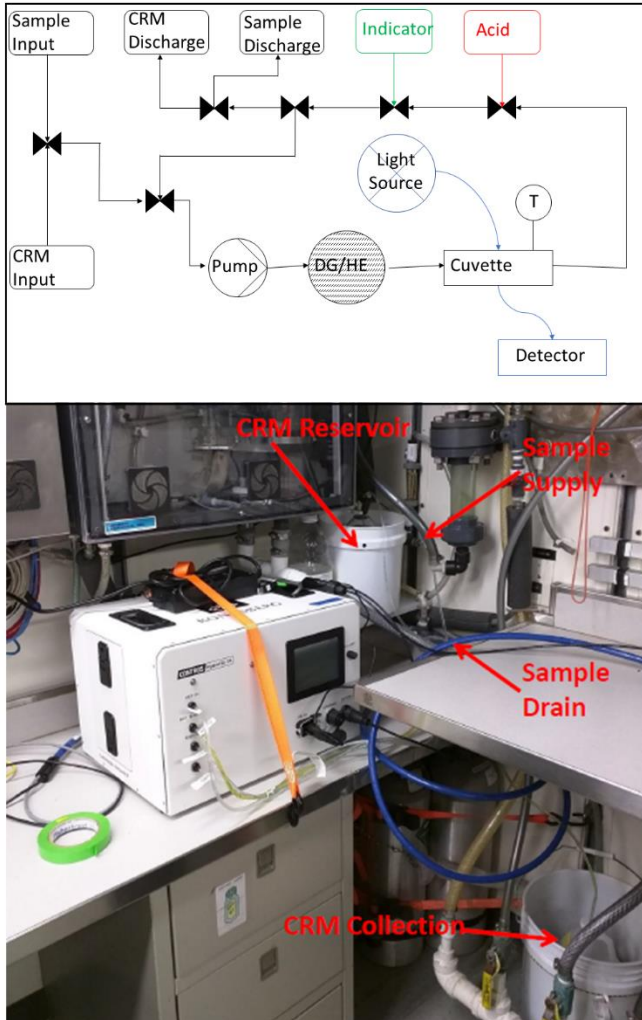 Sample
Input
CRM
Discharge
Sample
Discharge
Indicator
Acid
Light
Source
T
CRM
Input
Pump
DG/HE
Cuvette
Detector
CRM Reservoir
Sample
Supply
Sample
Drain
CRM Collection